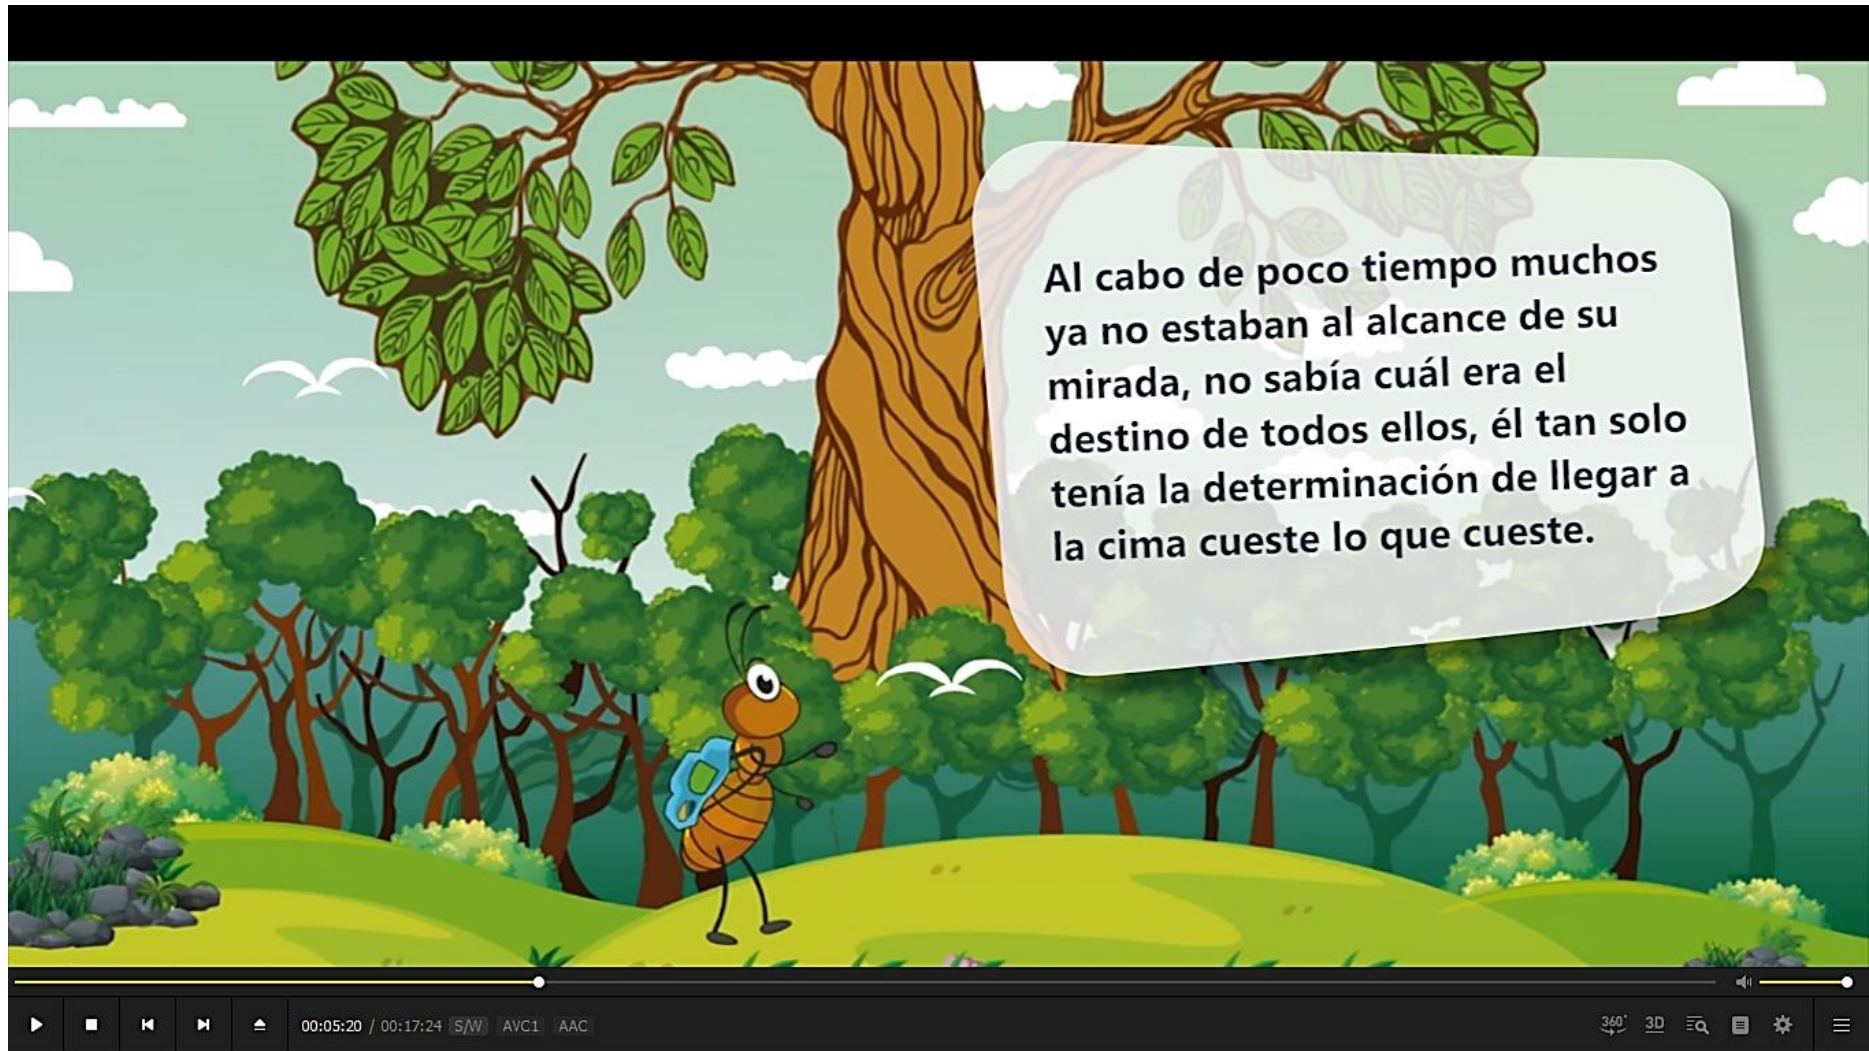 Al cabo de poco tiempo muchos
ya no estaban al alcance de su
mirada, no sabía cuál era el
destino de todos ellos, él tan solo
tenía la determinación de llegar a
la cima cueste lo que cueste.
00:05:20 / 00:17:24 S/W AVC1 AAC
360° 3D